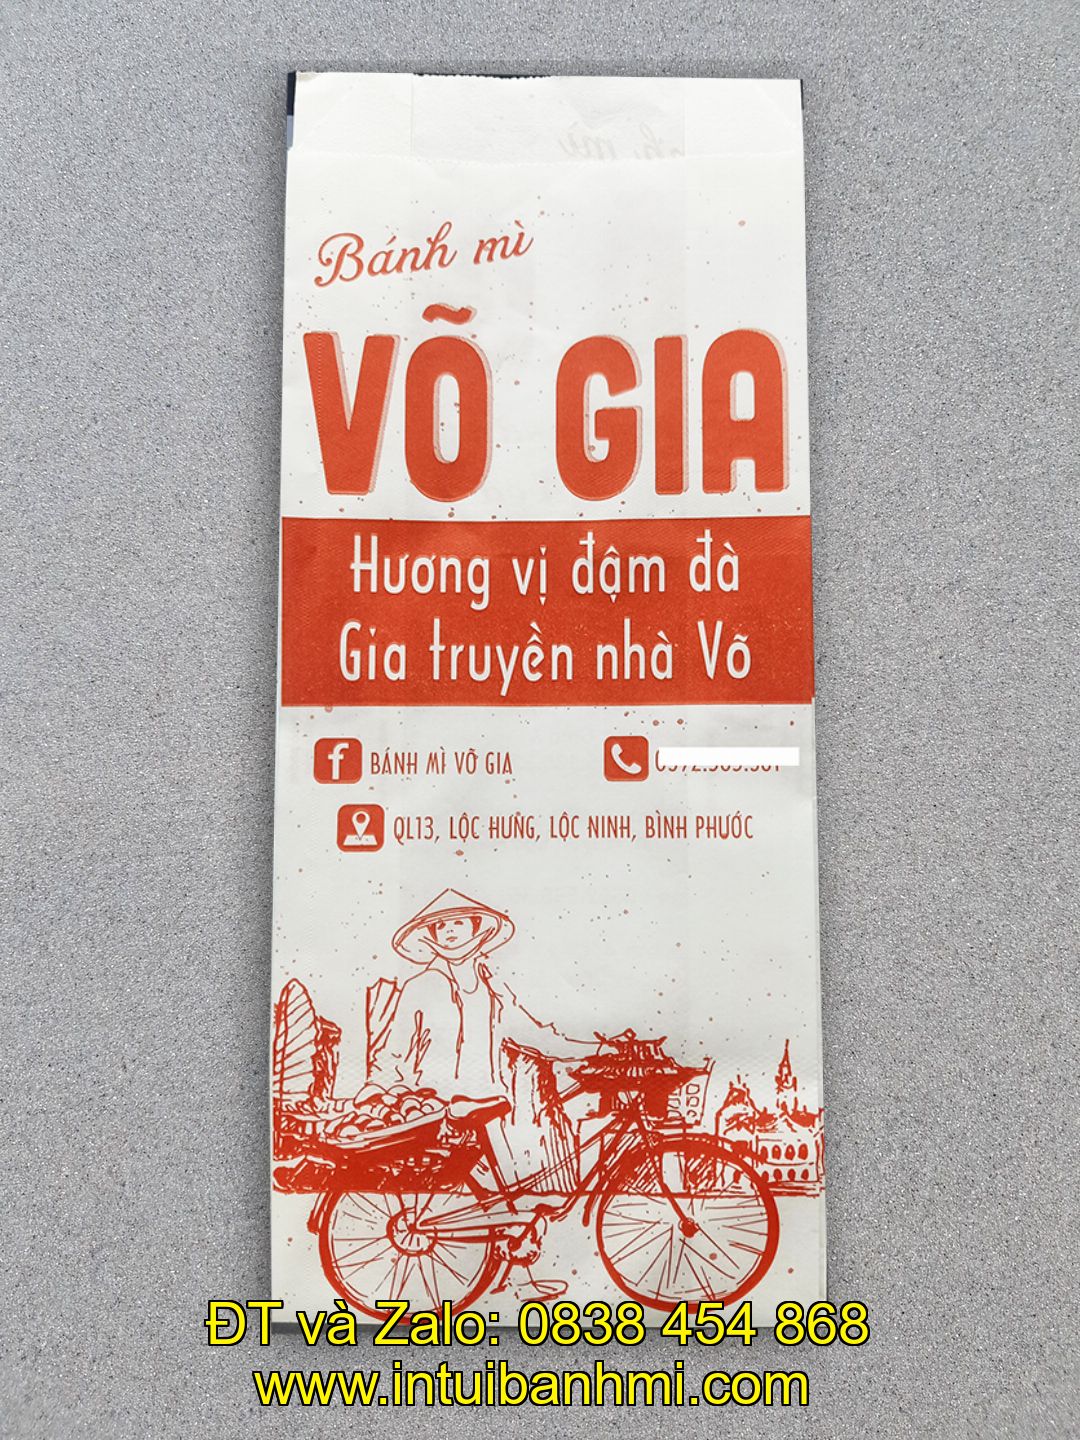 Bánh mì
VÕ GIA
Hương vị đậm đà
Gia truyền nhà Võ
BÁNH MÌ VÕ GIA
QL13, LỘC HƯNG, LỘC NINH, BÌNH PHƯỚC
ĐT và Zalo: 0838 454 868
www.intuibanhmi.com